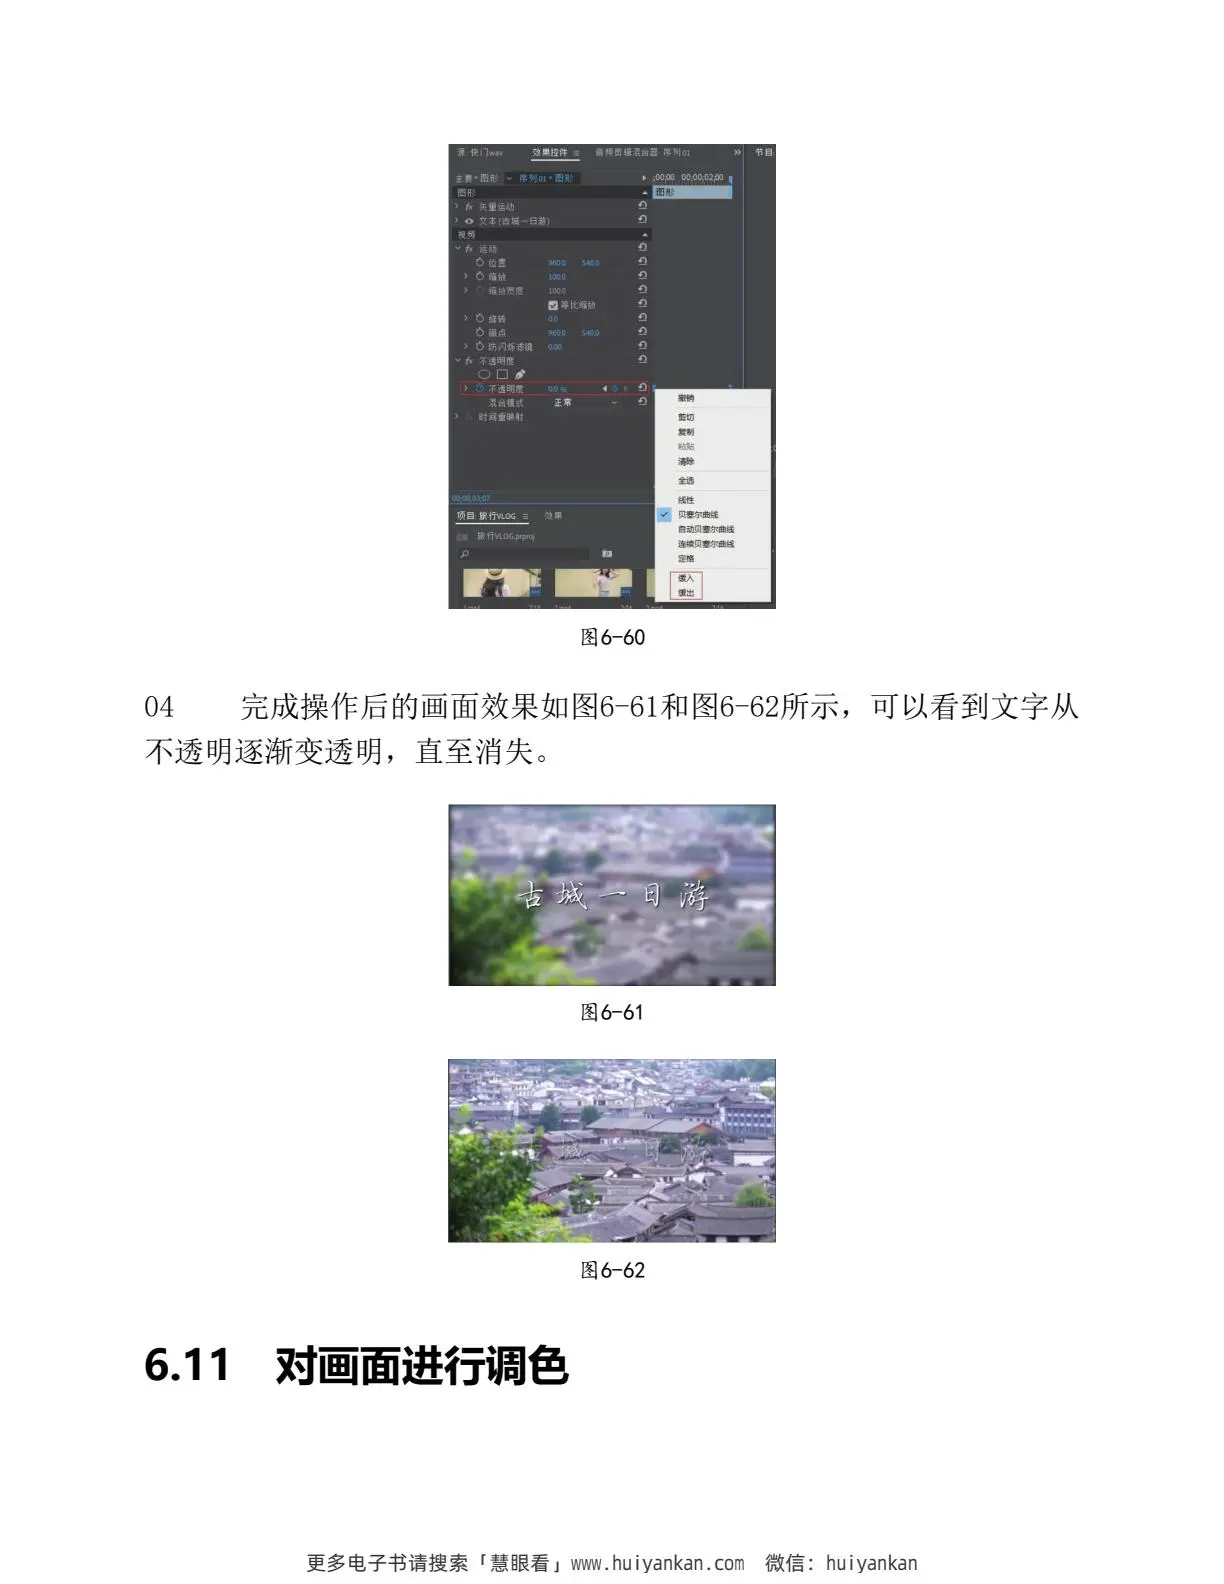 源: 快门.wav
效果控件
音频剪辑混合器: 序列 01
节目:
主要 * 图形
序列 01 * 图形
;00;00
00;00;02;00
图形
图形
fx 矢量运动
文本 (古城一日游)
视频
fx 运动
位置 960.0 540.0
缩放 100.0
缩放宽度 100.0
等比缩放
旋转 0.0
锚点 960.0 540.0
防闪烁滤镜 0.00
fx 不透明度
不透明度 0.0 %
混合模式 正常
时间重映射
00;00;03;07
撤销
剪切
复制
粘贴
清除
全选
线性
贝塞尔曲线
自动贝塞尔曲线
连续贝塞尔曲线
定格
缓入
缓出
项目: 旅行VLOG
效果
旅行VLOG.prproj
图6-60
04 完成操作后的画面效果如图6-61和图6-62所示，可以看到文字从
不透明逐渐变透明，直至消失。
古城一日游
图6-61
古城一日游
图6-62
6.11 对画面进行调色
更多电子书请搜索「慧眼看」www.huiyankan.com 微信: huiyankan